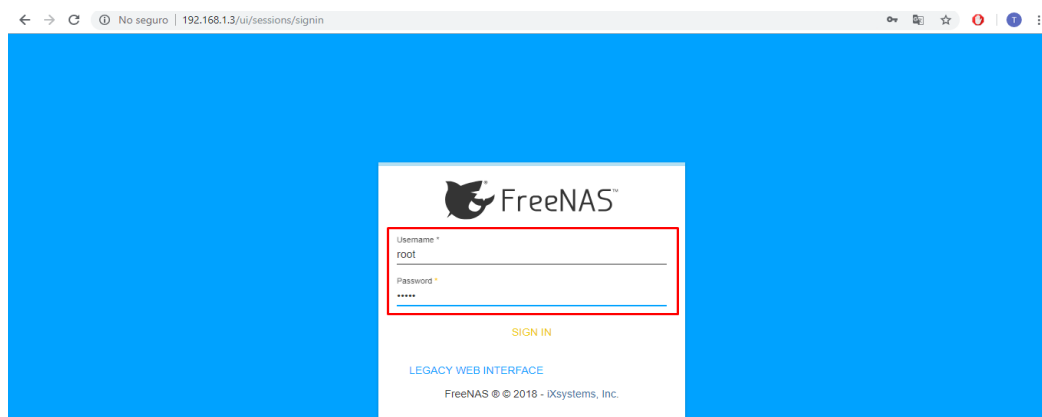 No seguro | 192.168.1.3/ui/sessions/signin
T
FreeNAS™
Username *
root
Password *
•••••
SIGN IN
LEGACY WEB INTERFACE
FreeNAS ® © 2018 - iXsystems, Inc.